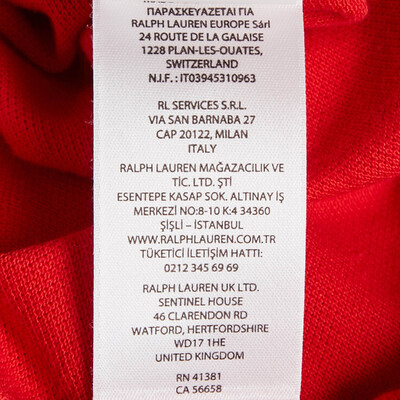 ΠΑΡΑΣΚΕΥΑΖΕΤΑΙ ΓΙΑ
RALPH LAUREN EUROPE Sárl
24 ROUTE DE LA GALAISE
1228 PLAN-LES-OUATES,
SWITZERLAND
N.I.F. : IT03945310963
RL SERVICES S.R.L.
VIA SAN BARNABA 27
CAP 20122, MILAN
ITALY
RALPH LAUREN MAĞAZACILIK VE
TİC. LTD. ŞTİ
ESENTEPE KASAP SOK. ALTINAY İŞ
MERKEZİ NO:8-10 K:4 34360
ŞİŞLİ – İSTANBUL
WWW.RALPHLAUREN.COM.TR
TÜKETİCİ İLETİŞİM HATTI:
0212 345 69 69
RALPH LAUREN UK LTD.
SENTINEL HOUSE
46 CLARENDON RD
WATFORD, HERTFORDSHIRE
WD17 1HE
UNITED KINGDOM
RN 41381
CA 56658